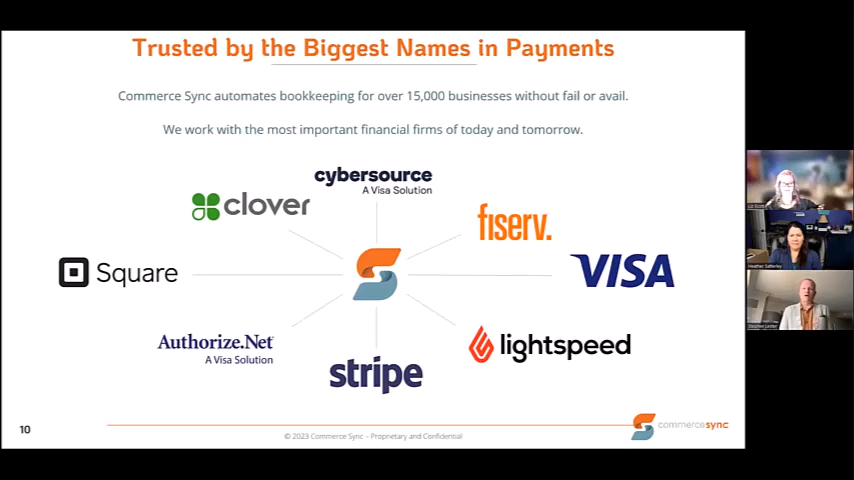 Trusted by the Biggest Names in Payments
Commerce Sync automates bookkeeping for over 15,000 businesses without fail or avail.
We work with the most important financial firms of today and tomorrow.
cybersource
A Visa Solution
clover
fiserv.
Square
VISA
Authorize.Net
A Visa Solution
lightspeed
stripe
10
© 2023 Commerce Sync – Proprietary and Confidential
commercesync
Heather Satterley